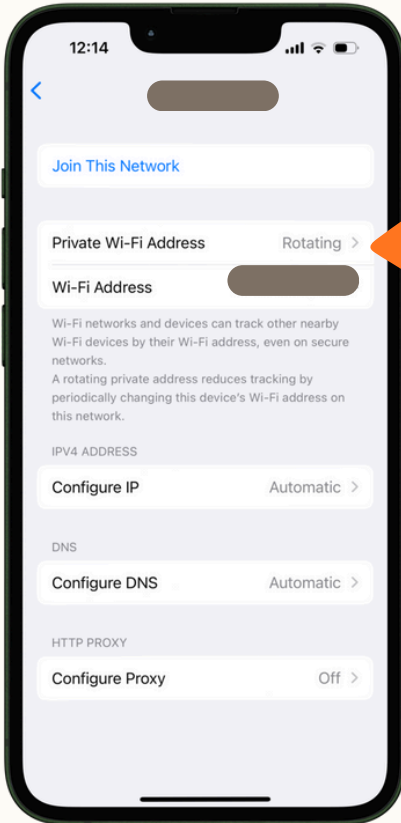 12:14
Join This Network
Private Wi-Fi Address Rotating
Wi-Fi Address
Wi-Fi networks and devices can track other nearby
Wi-Fi devices by their Wi-Fi address, even on secure
networks.
A rotating private address reduces tracking by
periodically changing this device's Wi-Fi address on
this network.
IPV4 ADDRESS
Configure IP Automatic
DNS
Configure DNS Automatic
HTTP PROXY
Configure Proxy Off